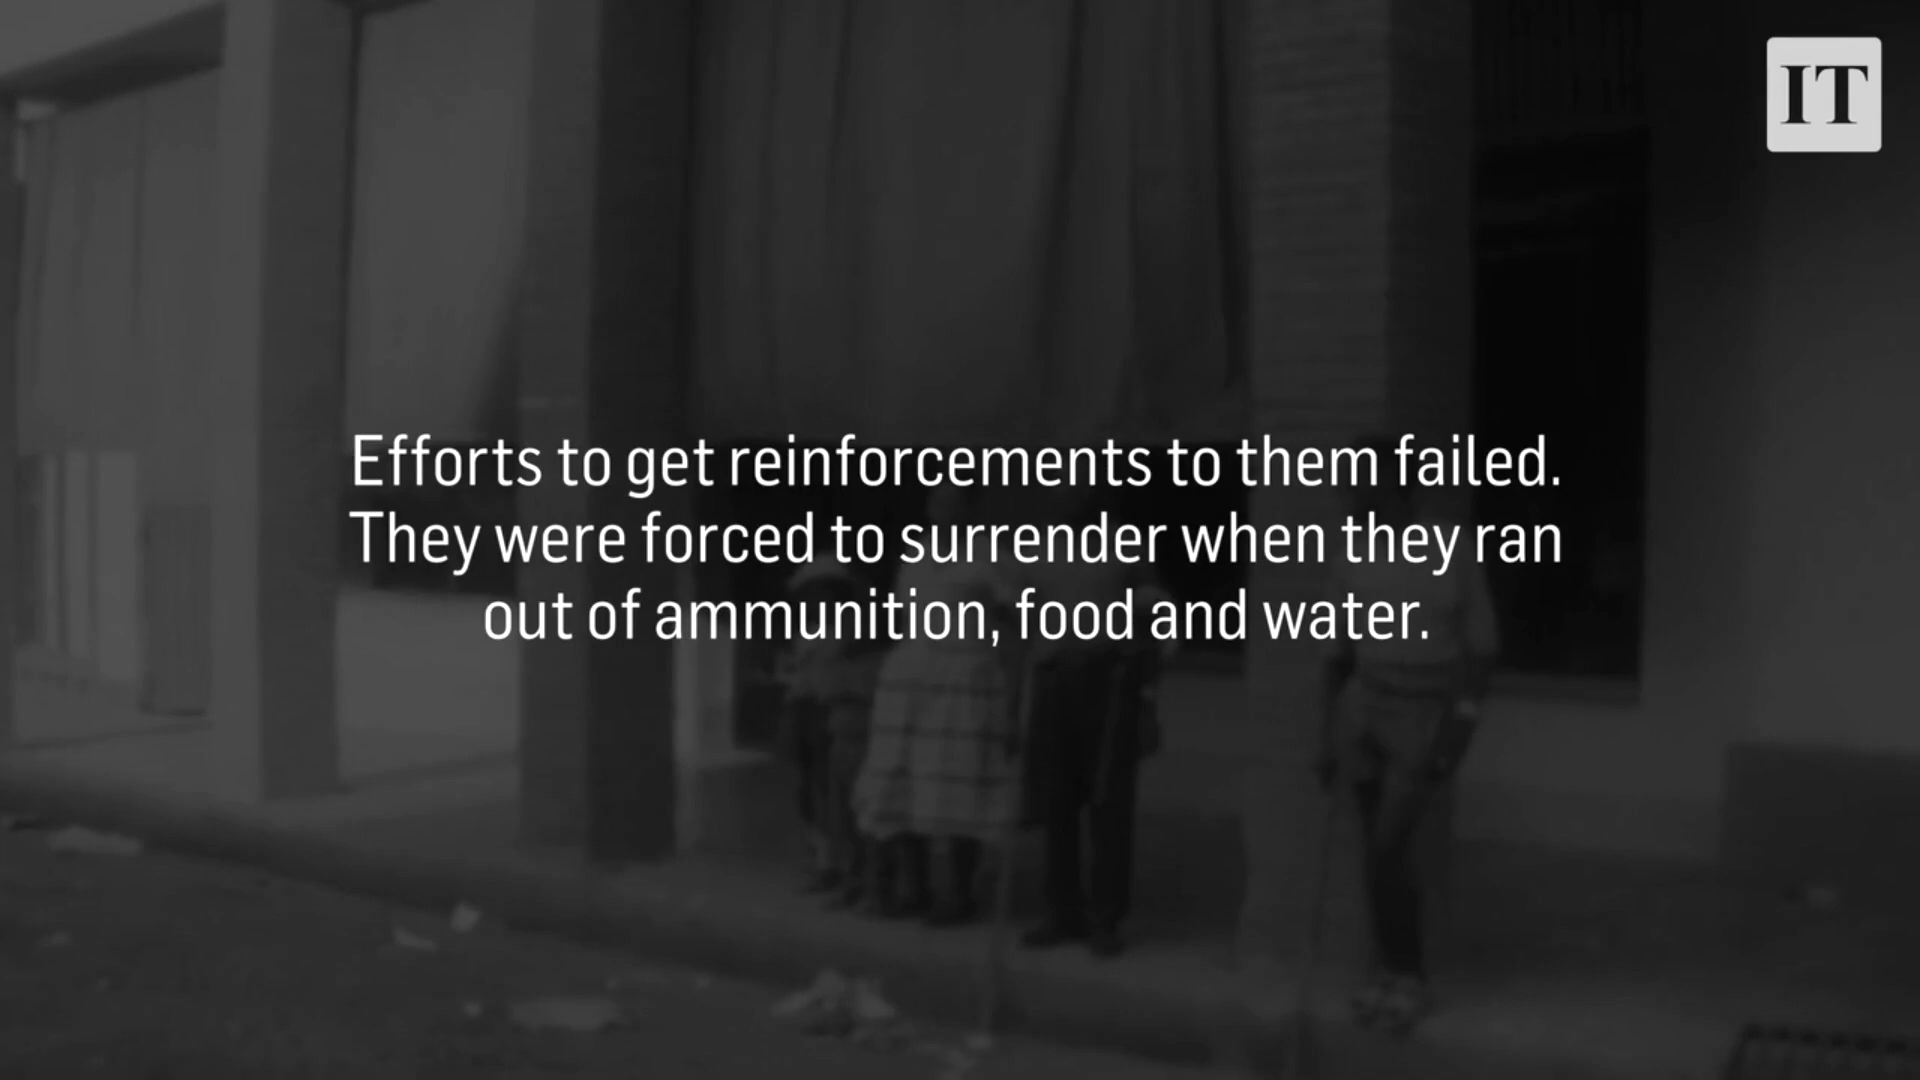 IT
Efforts to get reinforcements to them failed.
They were forced to surrender when they ran
out of ammunition, food and water.